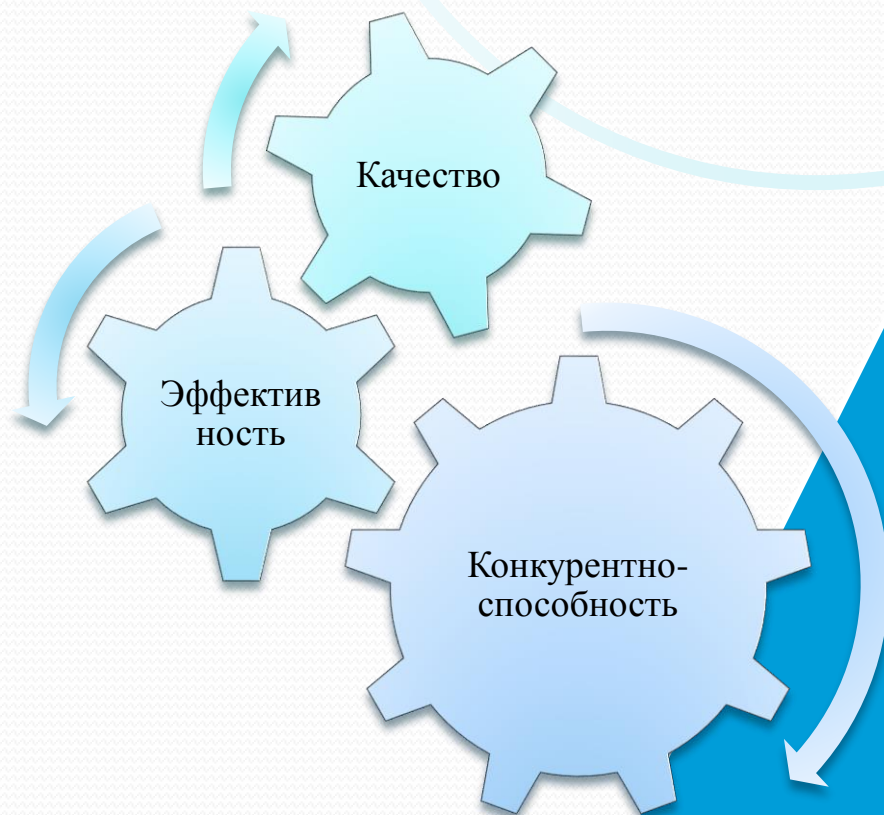 Качество
Эффектив
ность
Конкурентно-
способность